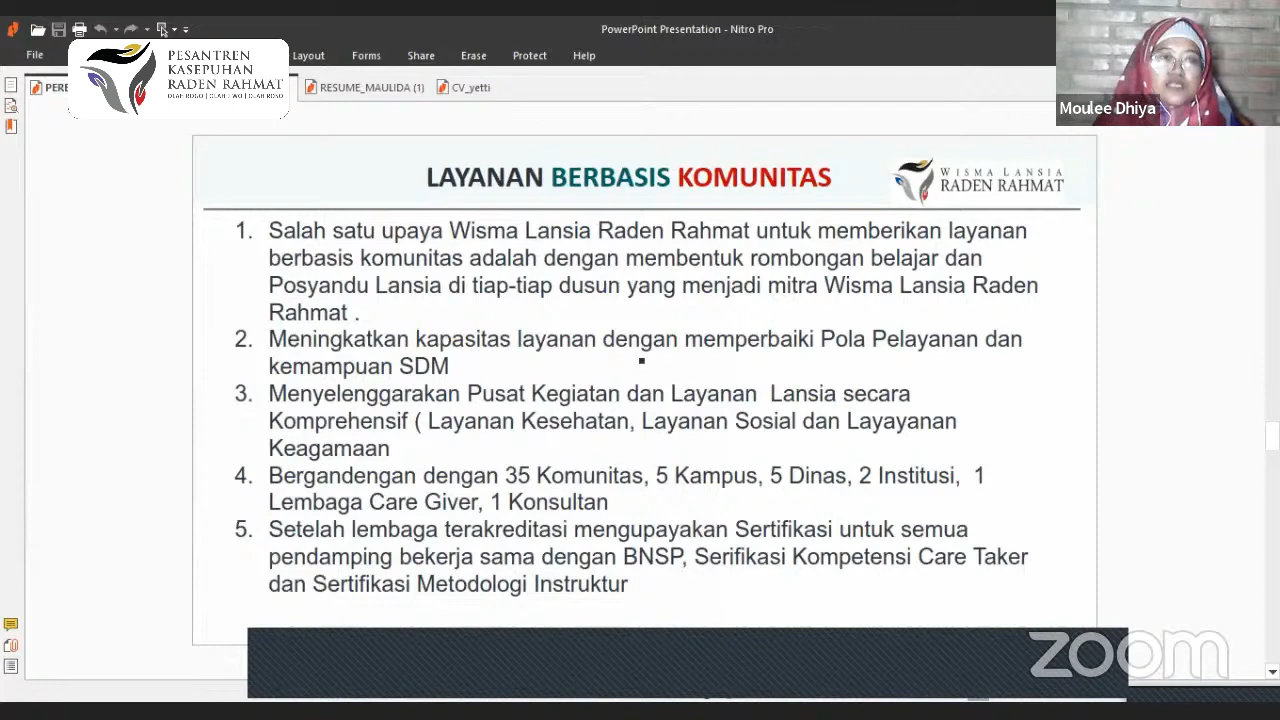 PowerPoint Presentation - Nitro Pro
File
Layout
Forms
Share
Erase
Protect
Help
PESANTREN
KASEPUHAN
RADEN RAHMAT
RESUME_MAULIDA (1)
CV_yetti
Moulee Dhiya
LAYANAN BERBASIS KOMUNITAS
WISMA LANSIA
RADEN RAHMAT
1. Salah satu upaya Wisma Lansia Raden Rahmat untuk memberikan layanan
berbasis komunitas adalah dengan membentuk rombongan belajar dan
Posyandu Lansia di tiap-tiap dusun yang menjadi mitra Wisma Lansia Raden
Rahmat .
2. Meningkatkan kapasitas layanan dengan memperbaiki Pola Pelayanan dan
kemampuan SDM
3. Menyelenggarakan Pusat Kegiatan dan Layanan Lansia secara
Komprehensif ( Layanan Kesehatan, Layanan Sosial dan Layayanan
Keagamaan
4. Bergandengan dengan 35 Komunitas, 5 Kampus, 5 Dinas, 2 Institusi, 1
Lembaga Care Giver, 1 Konsultan
5. Setelah lembaga terakreditasi mengupayakan Sertifikasi untuk semua
pendamping bekerja sama dengan BNSP, Serifikasi Kompetensi Care Taker
dan Sertifikasi Metodologi Instruktur
zoom